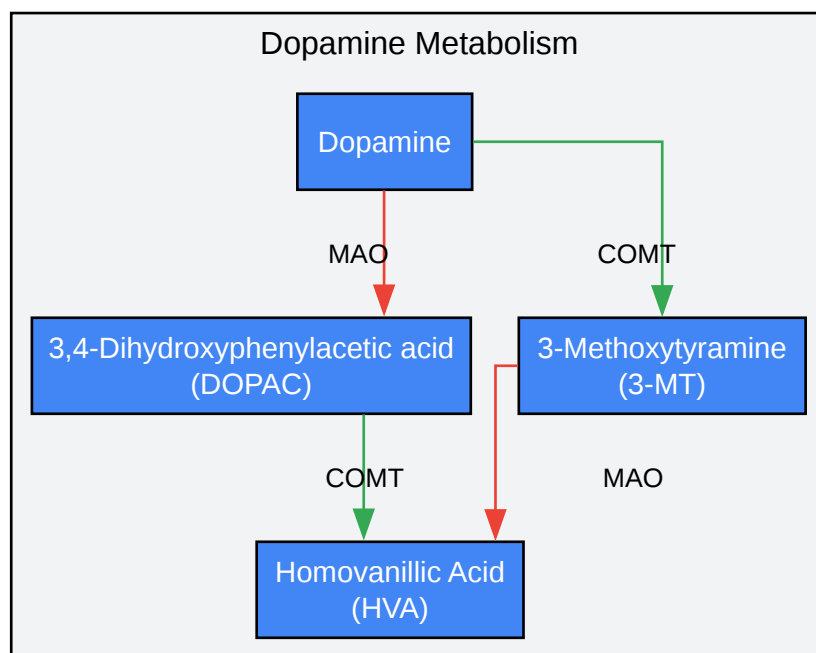 Dopamine Metabolism
Dopamine
MAO
COMT
3,4-Dihydroxyphenylacetic acid
(DOPAC)
3-Methoxytyramine
(3-MT)
COMT
MAO
Homovanillic Acid
(HVA)